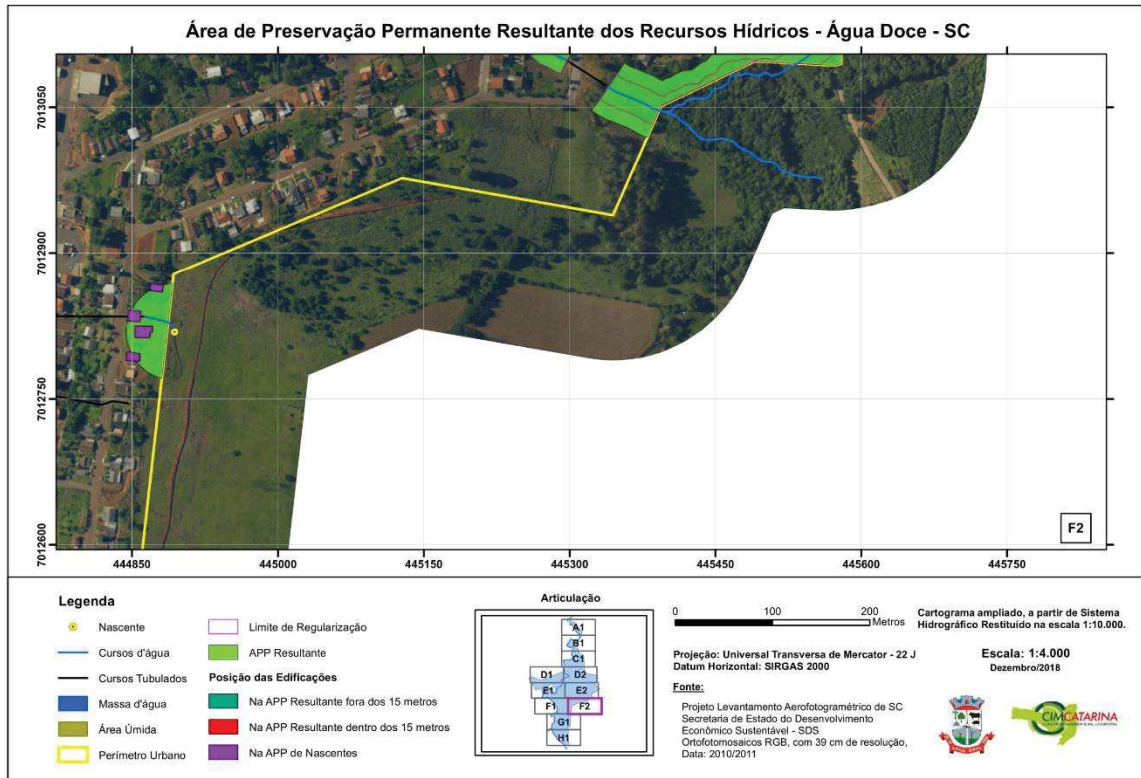 Área de Preservação Permanente Resultante dos Recursos Hídricos - Água Doce - SC
7013050
7012900
7012750
7012600
444850
445000
445150
445300
445450
445600
445750
F2
Legenda
Nascente
Cursos d'água
Cursos Tubulados
Massa d'água
Área Úmida
Perímetro Urbano
Limite de Regularização
APP Resultante
Posição das Edificações
Na APP Resultante fora dos 15 metros
Na APP Resultante dentro dos 15 metros
Na APP de Nascentes
Articulação
A1
B1
C1
D1
D2
E1
E2
F1
F2
G1
H1
0
100
200
Metros
Projeção: Universal Transversa de Mercator - 22 J
Datum Horizontal: SIRGAS 2000
Fonte:
Projeto Levantamento Aerofotogramétrico de SC
Secretaria de Estado do Desenvolvimento
Econômico Sustentável - SDS
Ortofotomosaicos RGB, com 39 cm de resolução,
Data: 2010/2011
Cartograma ampliado, a partir de Sistema
Hidrográfico Restituído na escala 1:10.000.
Escala: 1:4.000
Dezembro/2018
CIMCATARINA